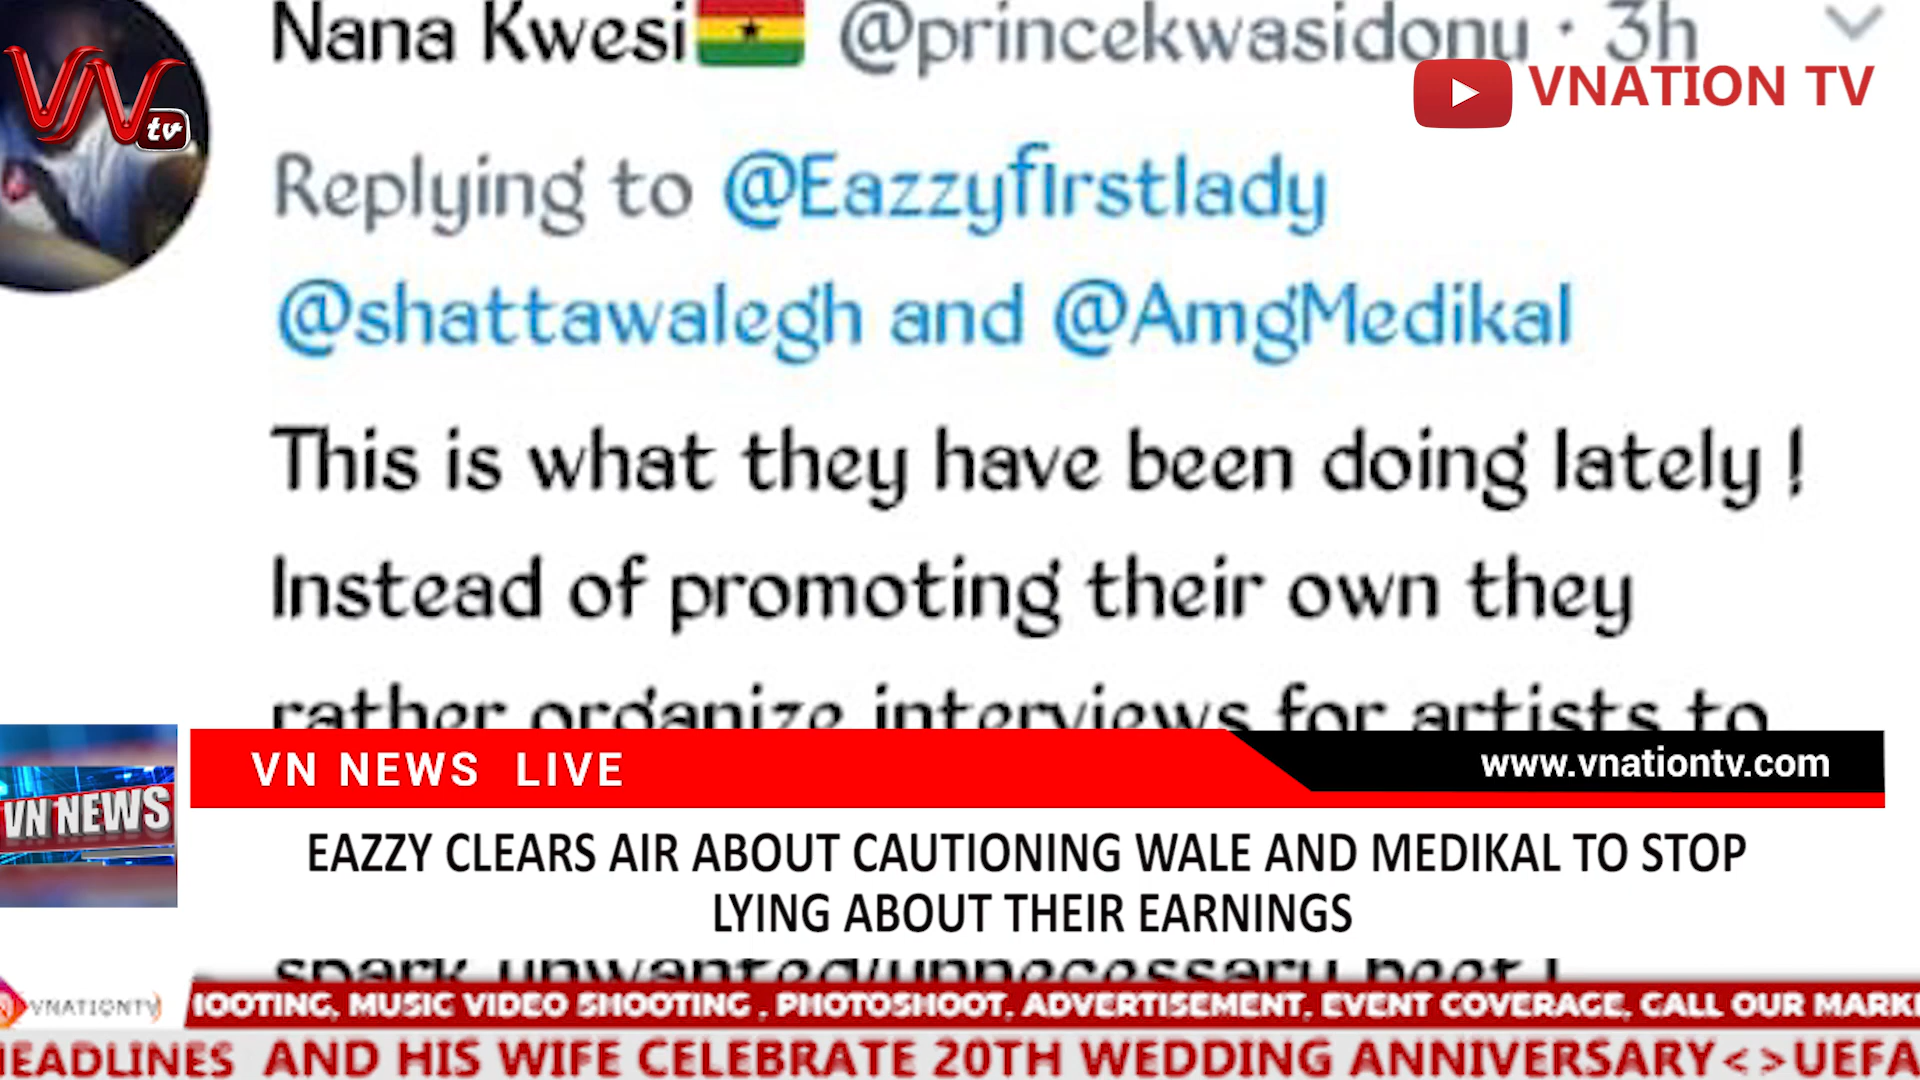 Nana Kwesi @princekwasidonu · 3h
VNtv
VNATION TV
Replying to @Eazzyfirstlady
@shattawalegh and @AmgMedikal
This is what they have been doing lately !
Instead of promoting their own they
rather organize interviews for artists to
VN NEWS LIVE
www.vnationtv.com
VN NEWS
EAZZY CLEARS AIR ABOUT CAUTIONING WALE AND MEDIKAL TO STOP
LYING ABOUT THEIR EARNINGS
spark unwanted/unnecessary beef !
VNATIONTV
HOOTING, MUSIC VIDEO SHOOTING , PHOTOSHOOT, ADVERTISEMENT, EVENT COVERAGE, CALL OUR MARK
HEADLINES AND HIS WIFE CELEBRATE 20TH WEDDING ANNIVERSARY<>UEFA